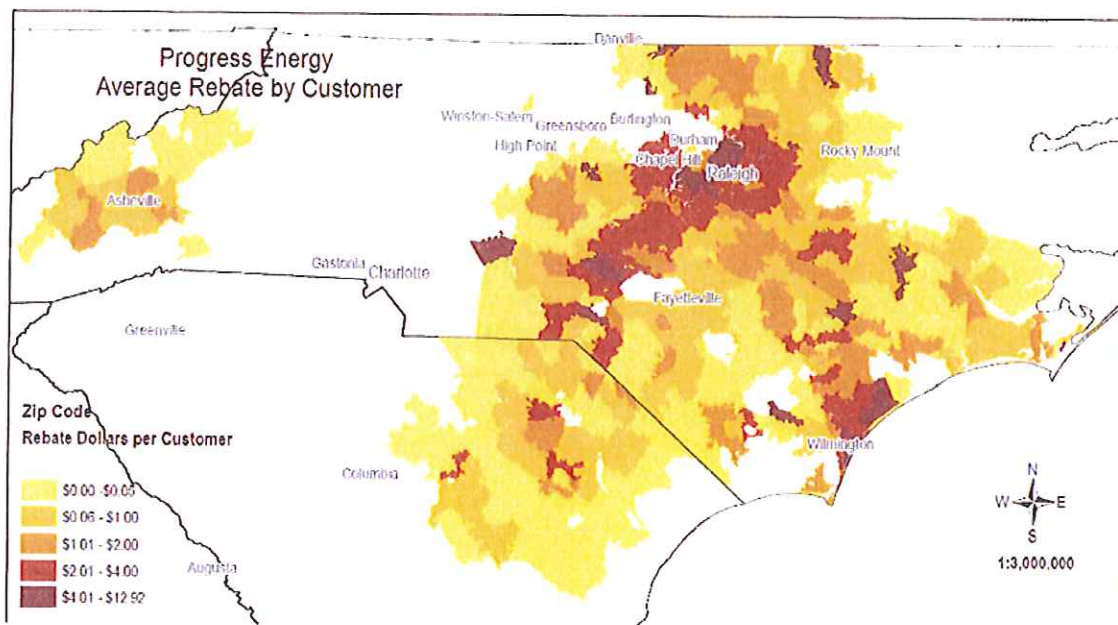 Progress Energy
Average Rebate by Customer
Danville
Winston-Salem
Greensboro
Burlington
High Point
Durham
Chapel Hill
Raleigh
Rocky Mount
Asheville
Gastonia
Charlotte
Fayetteville
Greenville
Wilmington
Columbia
Augusta
Zip Code
Rebate Dollars per Customer
$0.00 -$0.05
$0.06 - $1.00
$1.01 - $2.00
$2.01 - $4.00
$4.01 - $12.92
N
W
E
S
1:3,000,000